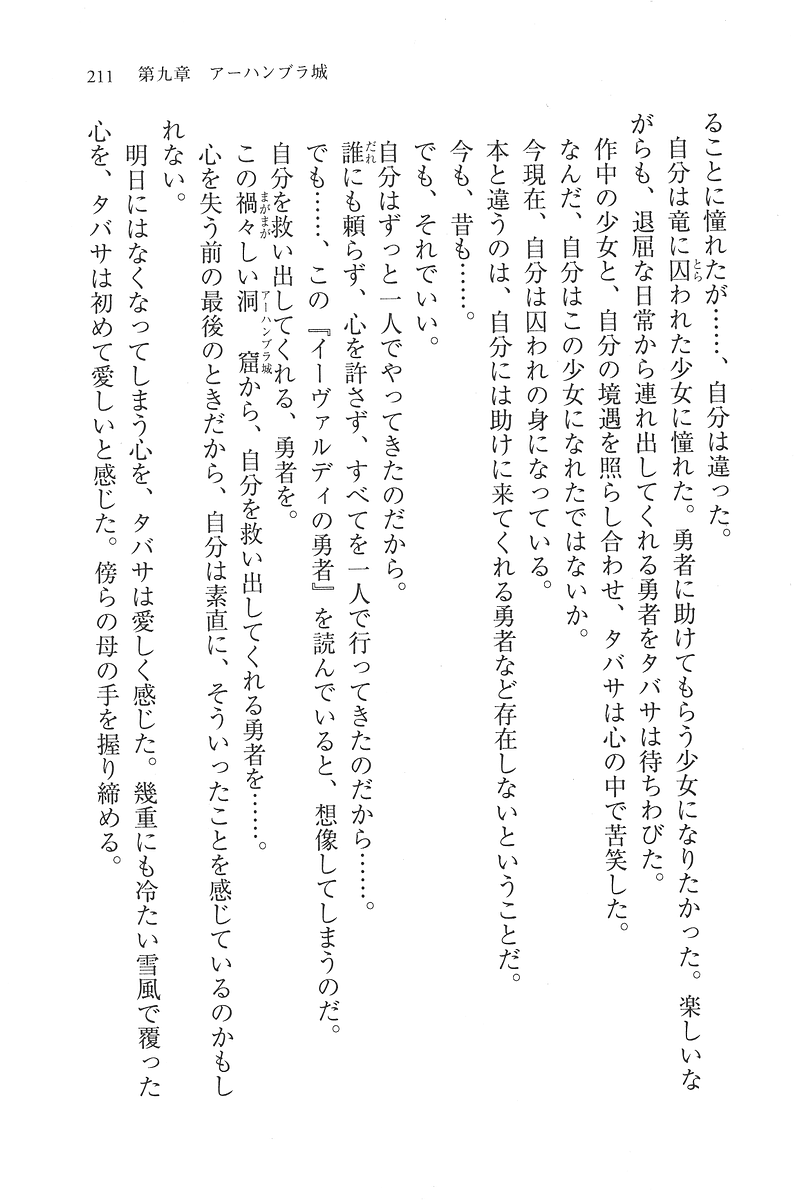 211 第九章 アーハンブラ城
ることに憧れたが……、自分は違った。
自分は竜に囚われた少女に憧れた。勇者に助けてもらう少女になりたかった。楽しいな
がらも、退屈な日常から連れ出してくれる勇者をタバサは待ちわびた。
作中の少女と、自分の境遇を照らし合わせ、タバサは心の中で苦笑した。
なんだ、自分はこの少女になれたではないか。
今現在、自分は囚われの身になっている。
本と違うのは、自分には助けに来てくれる勇者など存在しないということだ。
今も、昔も……。
でも、それでいい。
自分はずっと一人でやってきたのだから。
誰にも頼らず、心を許さず、すべてを一人で行ってきたのだから……。
でも……、この『イーヴァルディの勇者』を読んでいると、想像してしまうのだ。
自分を救い出してくれる、勇者を。
この禍々しい洞窟から、自分を救い出してくれる勇者を……。
心を失う前の最後のときだから、自分は素直に、そういったことを感じているのかもし
れない。
明日にはなくなってしまう心を、タバサは愛しく感じた。幾重にも冷たい雪風で覆った
心を、タバサは初めて愛しいと感じた。傍らの母の手を握り締める。
とら
だれ
まがまが
アーハンブラ城